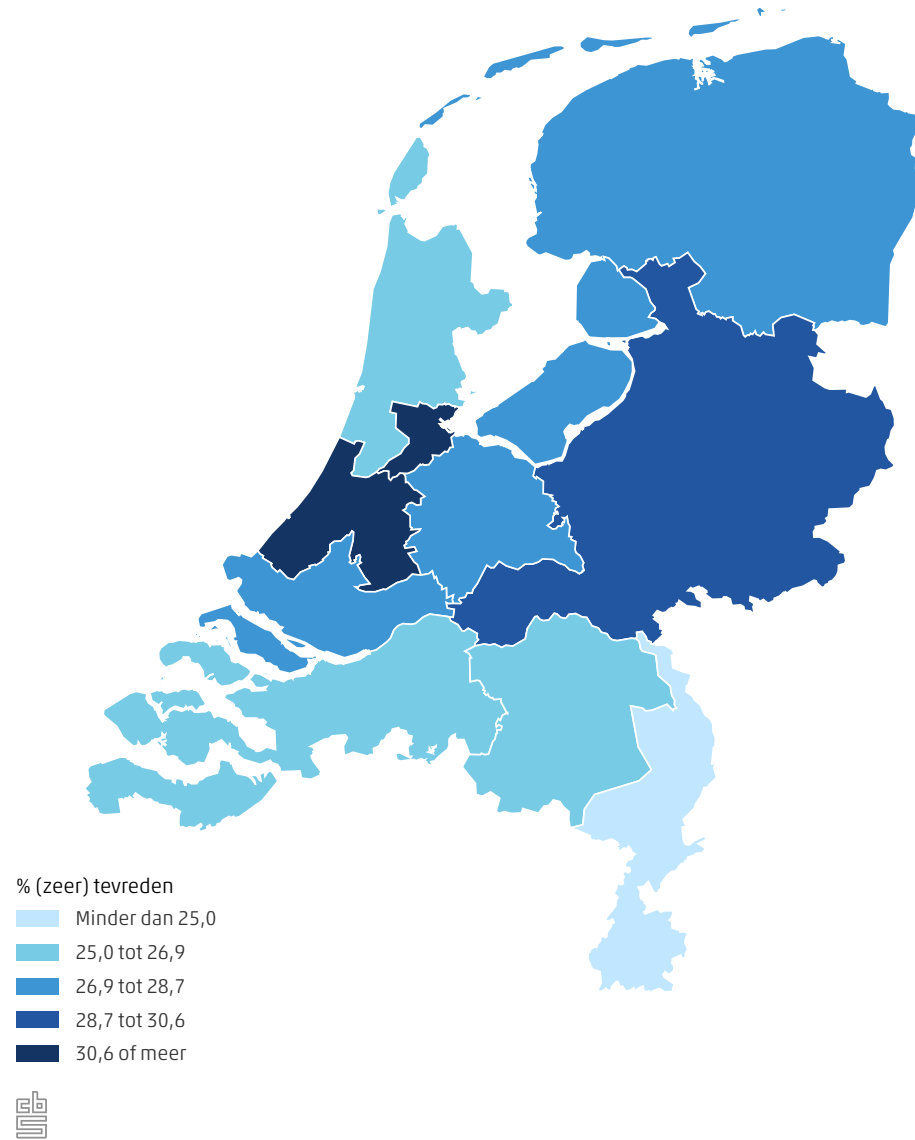 % (zeer) tevreden
Minder dan 25,0
25,0 tot 26,9
26,9 tot 28,7
28,7 tot 30,6
30,6 of meer
cbs